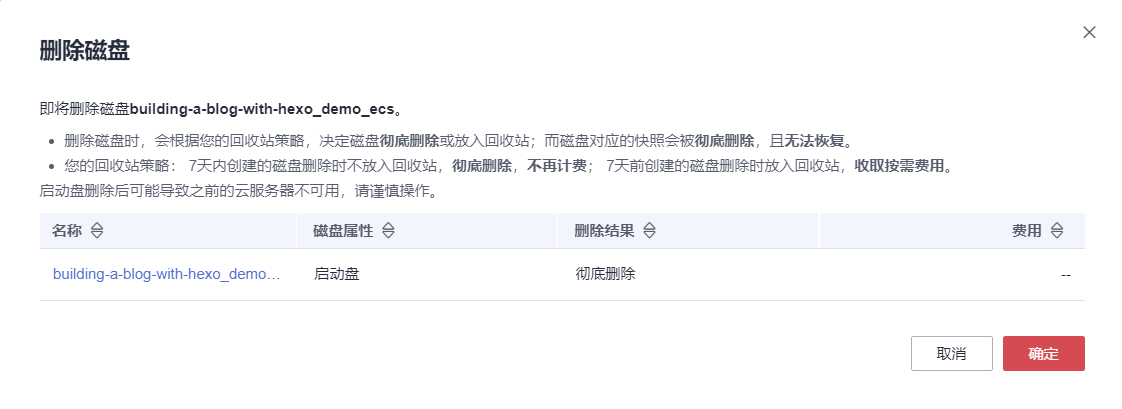 删除磁盘
即将删除磁盘building-a-blog-with-hexo_demo_ecs。
删除磁盘时，会根据您的回收站策略，决定磁盘彻底删除或放入回收站；而磁盘对应的快照会被彻底删除，且无法恢复。
您的回收站策略： 7天内创建的磁盘删除时不放入回收站，彻底删除，不再计费； 7天前创建的磁盘删除时放入回收站，收取按需费用。
启动盘删除后可能导致之前的云服务器不可用，请谨慎操作。
名称 磁盘属性 删除结果 费用
building-a-blog-with-hexo_demo... 启动盘 彻底删除 --
取消 确定